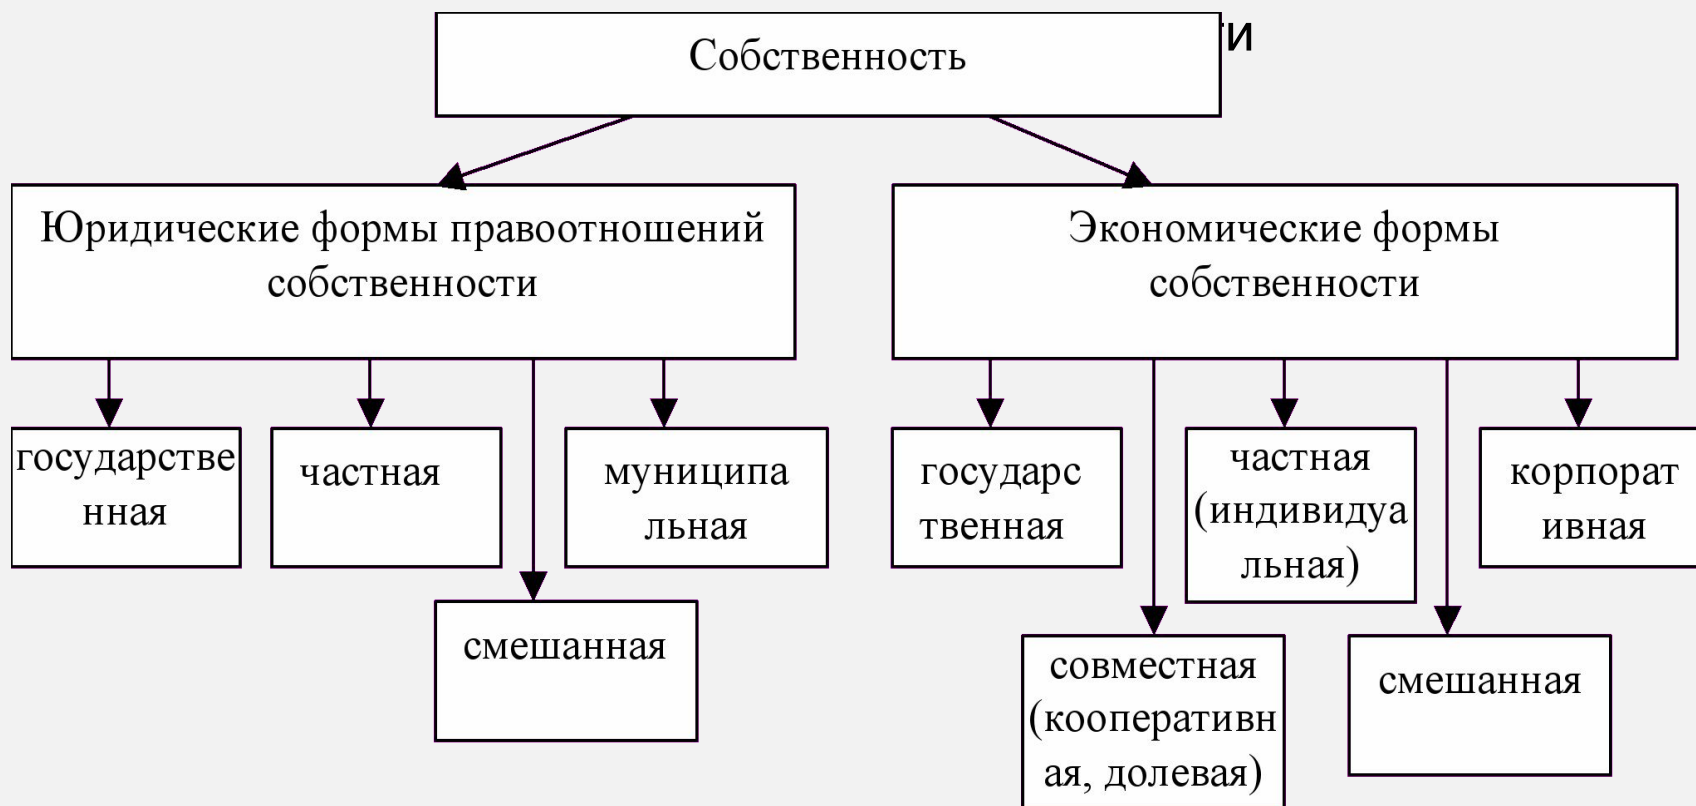 Собственность
ти
Юридические формы правоотношений
собственности
Экономические формы
собственности
государстве
нная
частная
муниципа
льная
смешанная
государс
твенная
частная
(индивидуа
льная)
корпорат
ивная
совместная
(кооперативн
ая, долевая)
смешанная